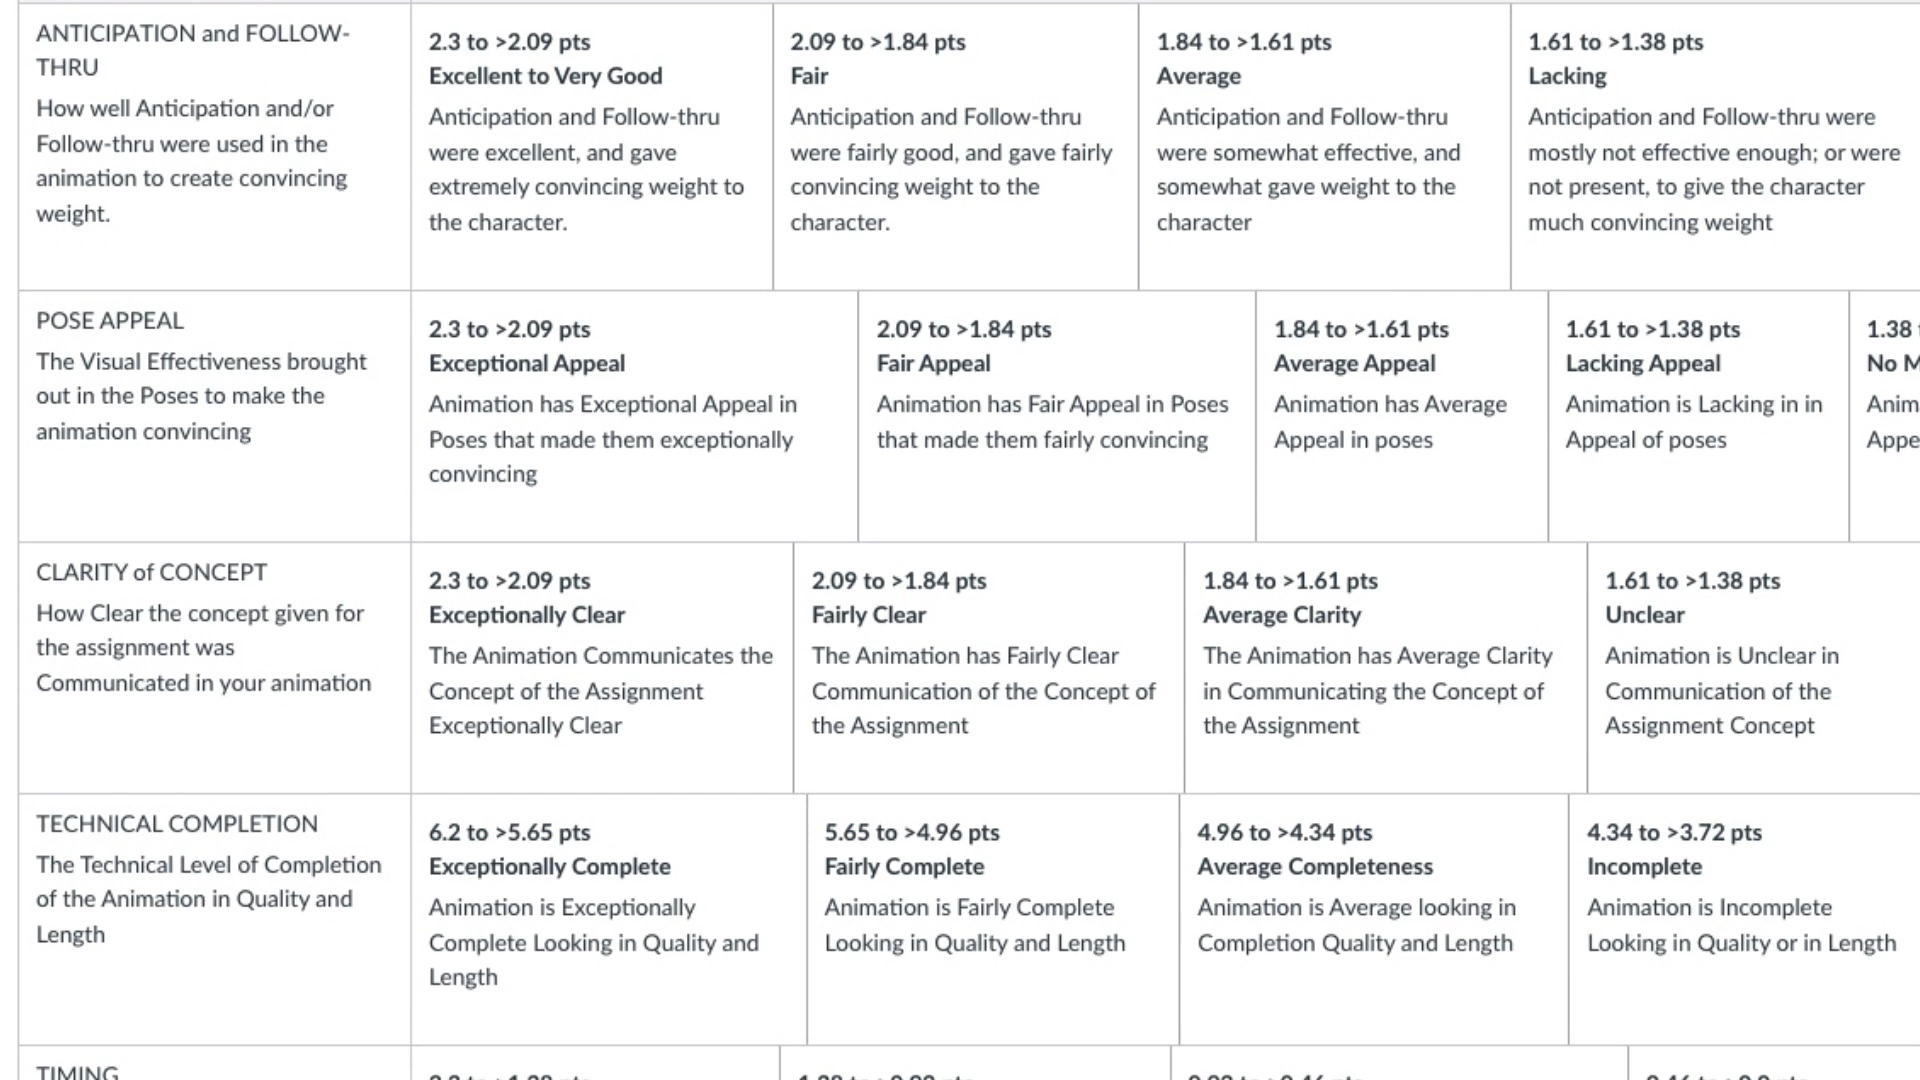 ANTICIPATION and FOLLOW-
THRU
How well Anticipation and/or
Follow-thru were used in the
animation to create convincing
weight.
2.3 to >2.09 pts
Excellent to Very Good
Anticipation and Follow-thru
were excellent, and gave
extremely convincing weight to
the character.
2.09 to >1.84 pts
Fair
Anticipation and Follow-thru
were fairly good, and gave fairly
convincing weight to the
character.
1.84 to >1.61 pts
Average
Anticipation and Follow-thru
were somewhat effective, and
somewhat gave weight to the
character
1.61 to >1.38 pts
Lacking
Anticipation and Follow-thru were
mostly not effective enough; or were
not present, to give the character
much convincing weight
POSE APPEAL
The Visual Effectiveness brought
out in the Poses to make the
animation convincing
2.3 to >2.09 pts
Exceptional Appeal
Animation has Exceptional Appeal in
Poses that made them exceptionally
convincing
2.09 to >1.84 pts
Fair Appeal
Animation has Fair Appeal in Poses
that made them fairly convincing
1.84 to >1.61 pts
Average Appeal
Animation has Average
Appeal in poses
1.61 to >1.38 pts
Lacking Appeal
Animation is Lacking in in
Appeal of poses
1.38
No
CLARITY of CONCEPT
How Clear the concept given for
the assignment was
Communicated in your animation
2.3 to >2.09 pts
Exceptionally Clear
The Animation Communicates the
Concept of the Assignment
Exceptionally Clear
2.09 to >1.84 pts
Fairly Clear
The Animation has Fairly Clear
Communication of the Concept of
the Assignment
1.84 to >1.61 pts
Average Clarity
The Animation has Average Clarity
in Communicating the Concept of
the Assignment
1.61 to >1.38 pts
Unclear
Animation is Unclear in
Communication of the
Assignment Concept
TECHNICAL COMPLETION
The Technical Level of Completion
of the Animation in Quality and
Length
6.2 to >5.65 pts
Exceptionally Complete
Animation is Exceptionally
Complete Looking in Quality and
Length
5.65 to >4.96 pts
Fairly Complete
Animation is Fairly Complete
Looking in Quality and Length
4.96 to >4.34 pts
Average Completeness
Animation is Average looking in
Completion Quality and Length
4.34 to >3.72 pts
Incomplete
Animation is Incomplete
Looking in Quality or in Length
TIMING